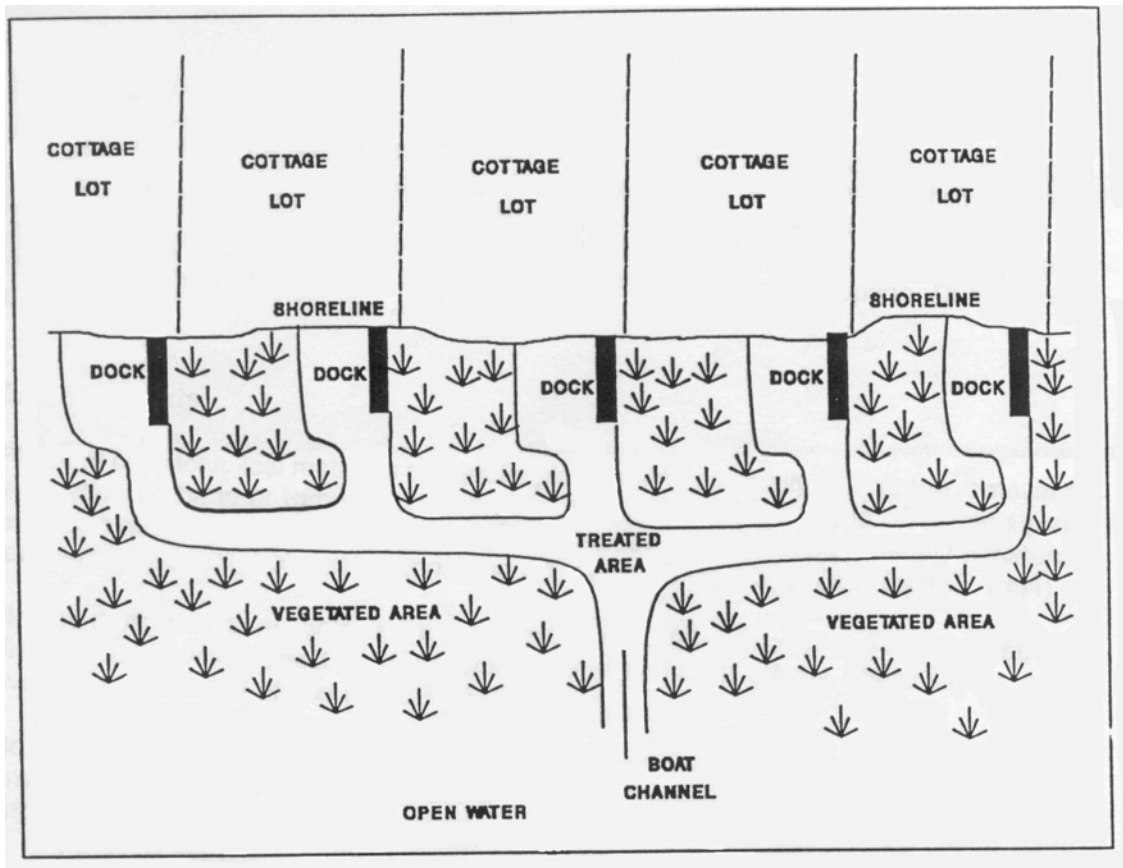 COTTAGE
LOT
COTTAGE
LOT
COTTAGE
LOT
COTTAGE
LOT
COTTAGE
LOT
SHORELINE
SHORELINE
DOCK
DOCK
DOCK
DOCK
DOCK
TREATED
AREA
VEGETATED AREA
VEGETATED AREA
BOAT
CHANNEL
OPEN WATER